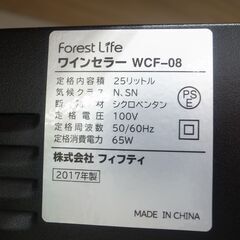 Forest Life
ワインセラー WCF-08
定格内容積 25リットル
気候クラス N、SN
断熱材 シクロペンタン
定格電圧 100V
定格周波数 50/60Hz
定格消費電力 65W
PSE
株式会社 フィフティ
2017年製
MADE IN CHINA